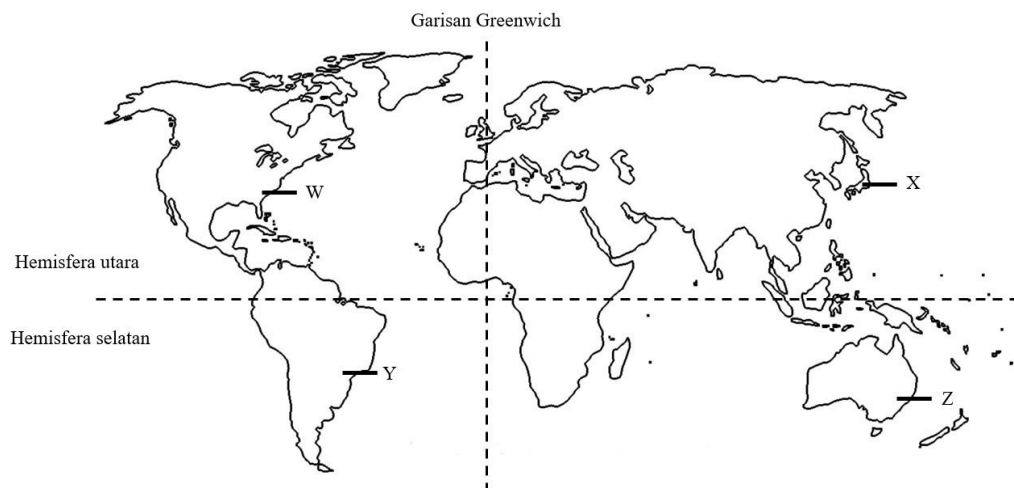 Garisan Greenwich
W
X
Hemisfera utara
Hemisfera selatan
Y
Z